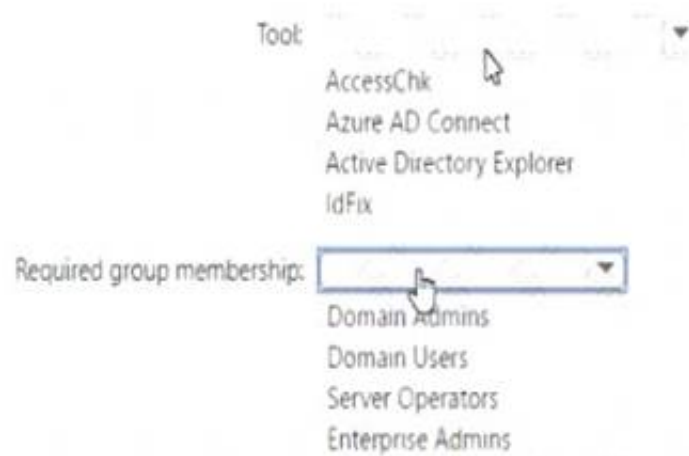 Tool:
AccessChk
Azure AD Connect
Active Directory Explorer
IdFix
Required group membership:
Domain Admins
Domain Users
Server Operators
Enterprise Admins